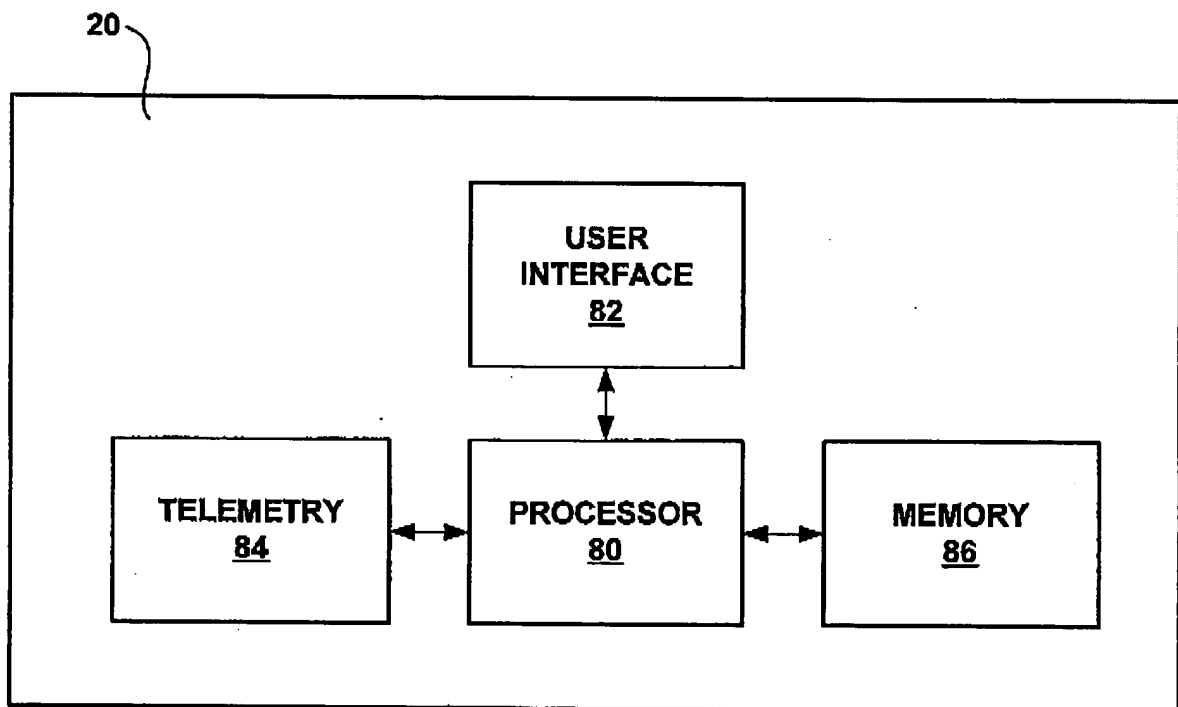 20
USER
INTERFACE
82
TELEMETRY
84
PROCESSOR
80
MEMORY
86